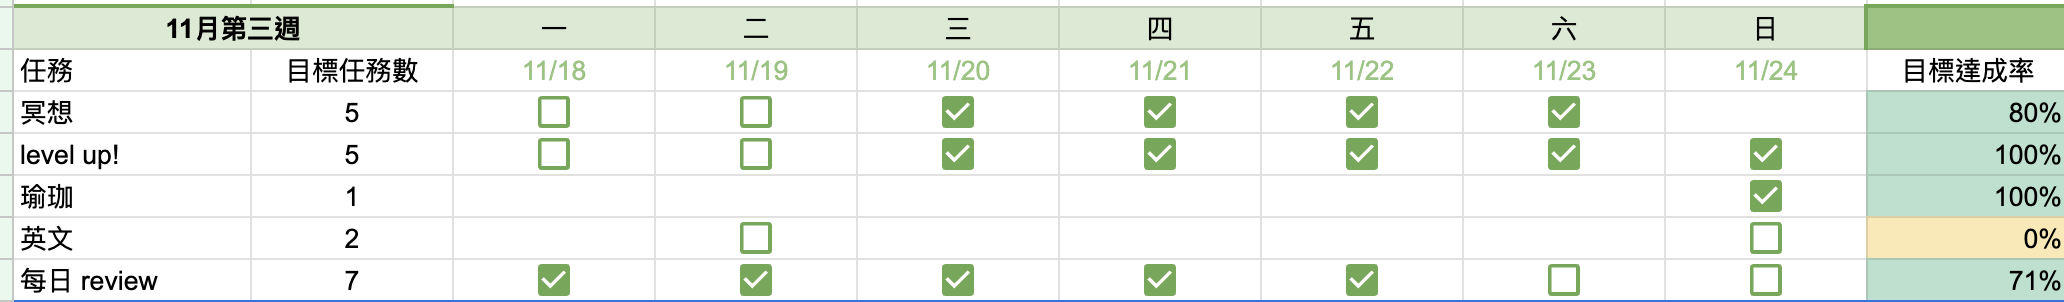 11月第三週 一 二 三 四 五 六 日
任務 目標任務數 11/18 11/19 11/20 11/21 11/22 11/23 11/24 目標達成率
冥想 5 80%
level up! 5 100%
瑜珈 1 100%
英文 2 0%
每日 review 7 71%